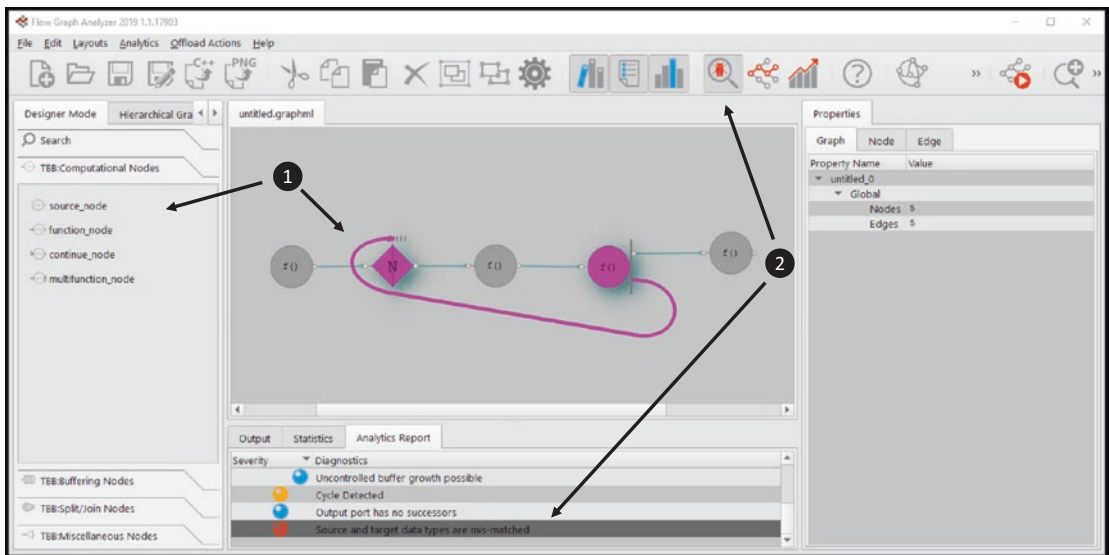 Flow Graph Analyzer 2019 1.1.17903
File Edit Layouts Analytics Offload Actions Help
C++
PNG
Designer Mode
Hierarchical Gra
Search
TBB:Computational Nodes
source_node
function_node
continue_node
multifunction_node
TBB:Buffering Nodes
TBB:Split/Join Nodes
TBB:Miscellaneous Nodes
1
untitled.graphml
f()
N
f()
f()
f()
2
Output Statistics Analytics Report
Severity Diagnostics
Uncontrolled buffer growth possible
Cycle Detected
Output port has no successors
Source and target data types are mis-matched
Properties
Graph Node Edge
Property Name Value
untitled_0
Global
Nodes 5
Edges 5